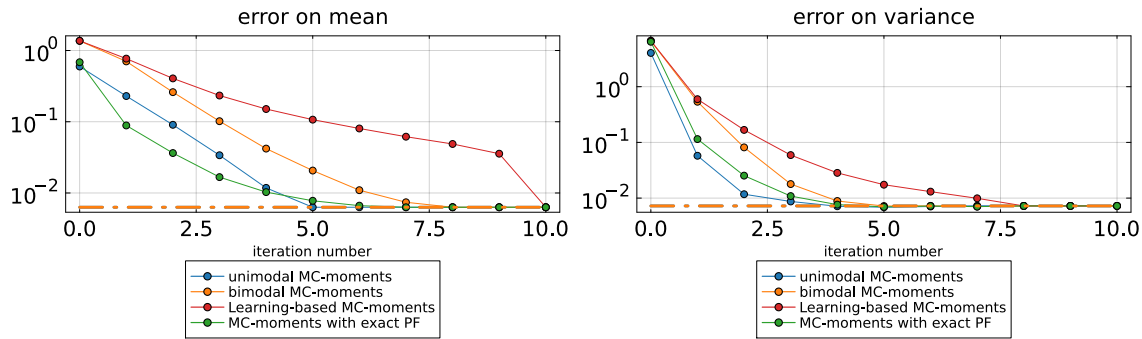 error on mean
10^0
10^-1
10^-2
0.0 2.5 5.0 7.5 10.0
iteration number
unimodal MC-moments
bimodal MC-moments
Learning-based MC-moments
MC-moments with exact PF
error on variance
10^0
10^-1
10^-2
0.0 2.5 5.0 7.5 10.0
iteration number
unimodal MC-moments
bimodal MC-moments
Learning-based MC-moments
MC-moments with exact PF